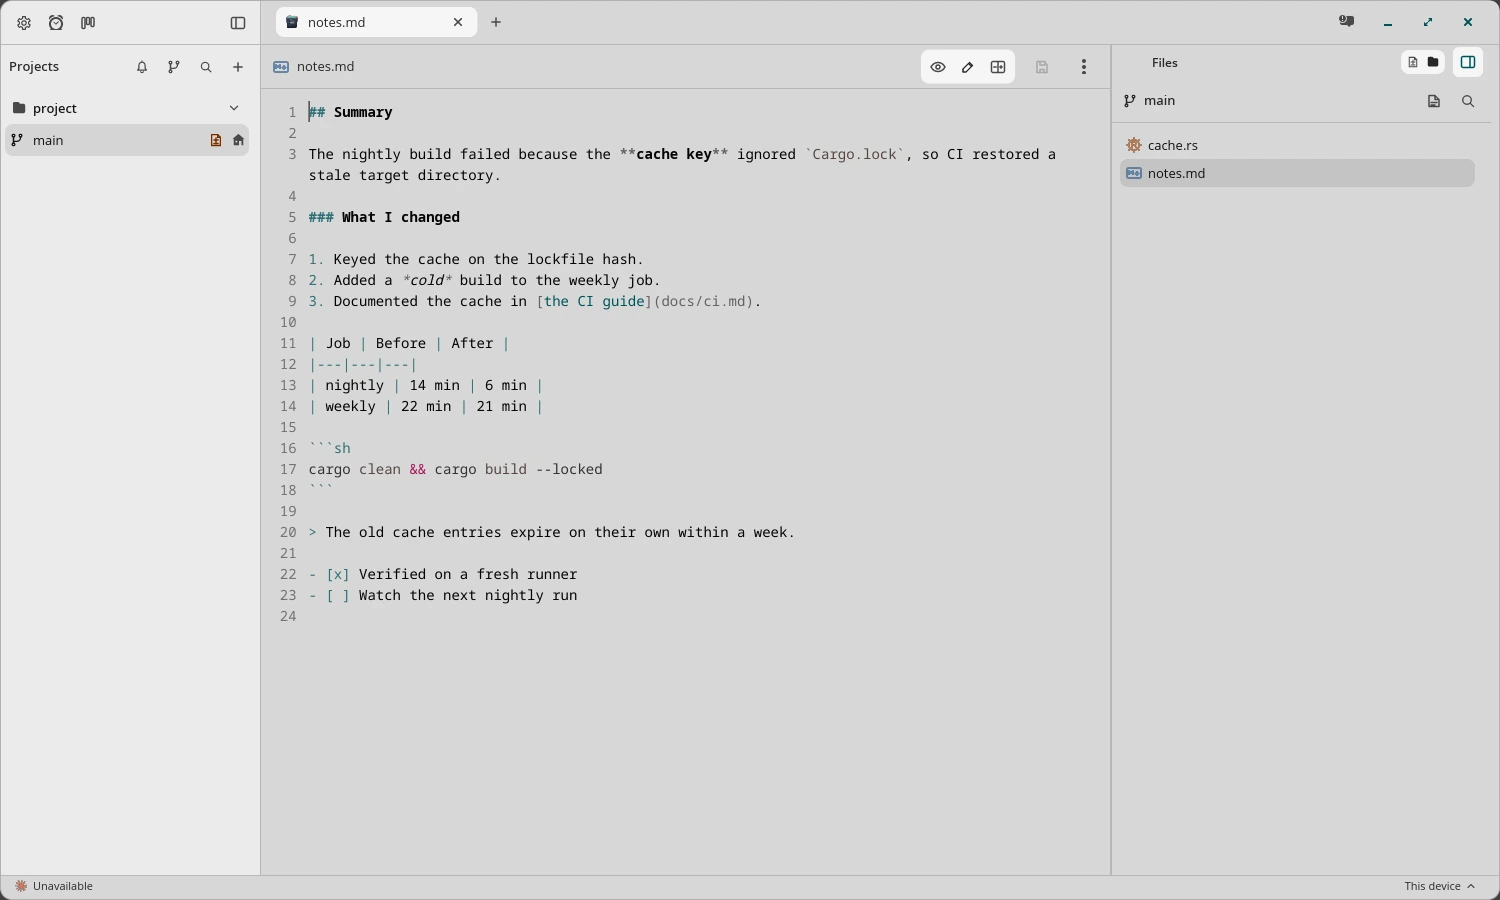 notes.md
Projects
project
main
notes.md
1 ## Summary
2
3 The nightly build failed because the **cache key** ignored `Cargo.lock`, so CI restored a
stale target directory.
4
5 ### What I changed
6
7 1. Keyed the cache on the lockfile hash.
8 2. Added a *cold* build to the weekly job.
9 3. Documented the cache in [the CI guide](docs/ci.md).
10
11 | Job | Before | After |
12 |---|---|---|
13 | nightly | 14 min | 6 min |
14 | weekly | 22 min | 21 min |
15
16 ```sh
17 cargo clean && cargo build --locked
18 ```
19
20 > The old cache entries expire on their own within a week.
21
22 - [x] Verified on a fresh runner
23 - [ ] Watch the next nightly run
24
Files
main
cache.rs
notes.md
Unavailable
This device